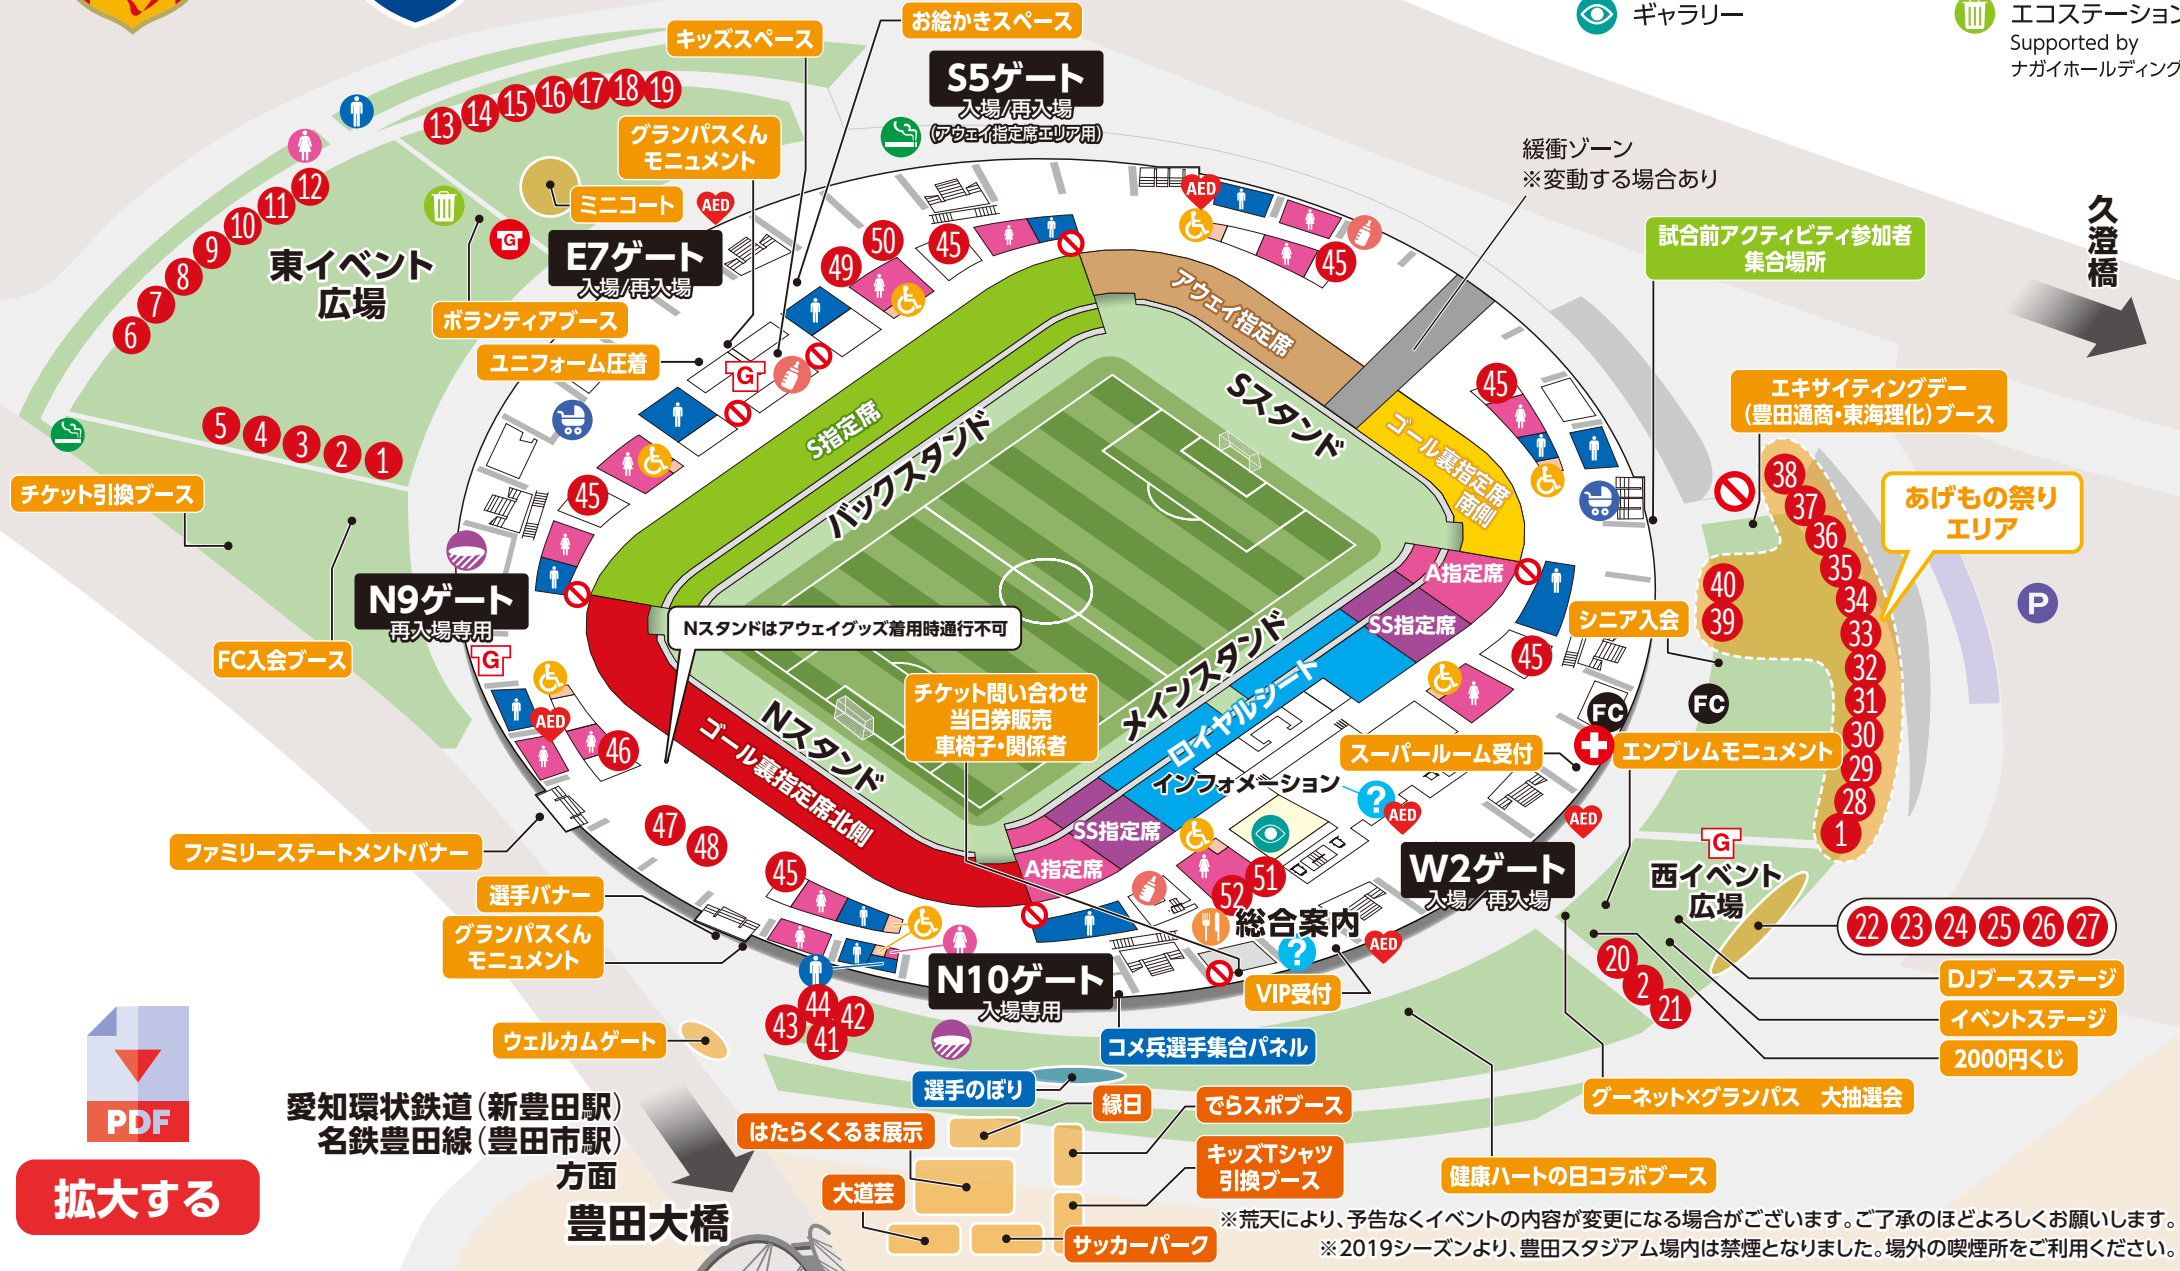 ギャラリー
エコステーション
Supported by
ナガイホールディング
キッズスペース
お絵かきスペース
S5ゲート
入場/再入場
(アウェイ指定席エリア用)
13 14 15 16 17 18 19
グランパスくん
モニュメント
ミニコート
AED
AED
緩衝ゾーン
※変動する場合あり
久澄橋
試合前アクティビティ参加者
集合場所
6 7 8 9 10 11 12
東イベント
広場
G
E7ゲート
入場/再入場
49 50 45
45
アウェイ指定席
ボランティアブース
ユニフォーム圧着
G
S指定席
バックスタンド
Sスタンド
45
ゴール裏指定席
南側
エキサイティングデー
(豊田通商・東海理化)ブース
あげもの祭り
エリア
5 4 3 2 1
チケット引換ブース
45
FC入会ブース
N9ゲート
再入場専用
G
Nスタンドはアウェイグッズ着用時通行不可
A指定席
SS指定席
38
37
36
35
34
33
32
31
30
29
28
1
40
39
P
シニア入会
45
FC
FC
エンブレムモニュメント
スーパールーム受付
メインスタンド
ロイヤルシート
チケット問い合わせ
当日券販売
車椅子・関係者
Nスタンド
ゴール裏指定席北側
インフォメーション
?
AED
AED
AED
46
47 48
45
SS指定席
A指定席
W2ゲート
入場/再入場
51
52
総合案内
?
AED
VIP受付
G
西イベント
広場
22 23 24 25 26 27
DJブースステージ
イベントステージ
2000円くじ
20
2
21
グーネット×グランパス 大抽選会
健康ハートの日コラボブース
ファミリーステートメントバナー
選手バナー
グランパスくん
モニュメント
N10ゲート
入場専用
44
43 42
41
ウェルカムゲート
コメ兵選手集合パネル
選手のぼり
縁日
でらスポブース
はたらくくるま展示
キッズTシャツ
引換ブース
大道芸
サッカーパーク
愛知環状鉄道(新豊田駅)
名鉄豊田線(豊田市駅)
方面
豊田大橋
PDF
拡大する
※荒天により、予告なくイベントの内容が変更になる場合がございます。ご了承のほどよろしくお願いします。
※2019シーズンより、豊田スタジアム場内は禁煙となりました。場外の喫煙所をご利用ください。